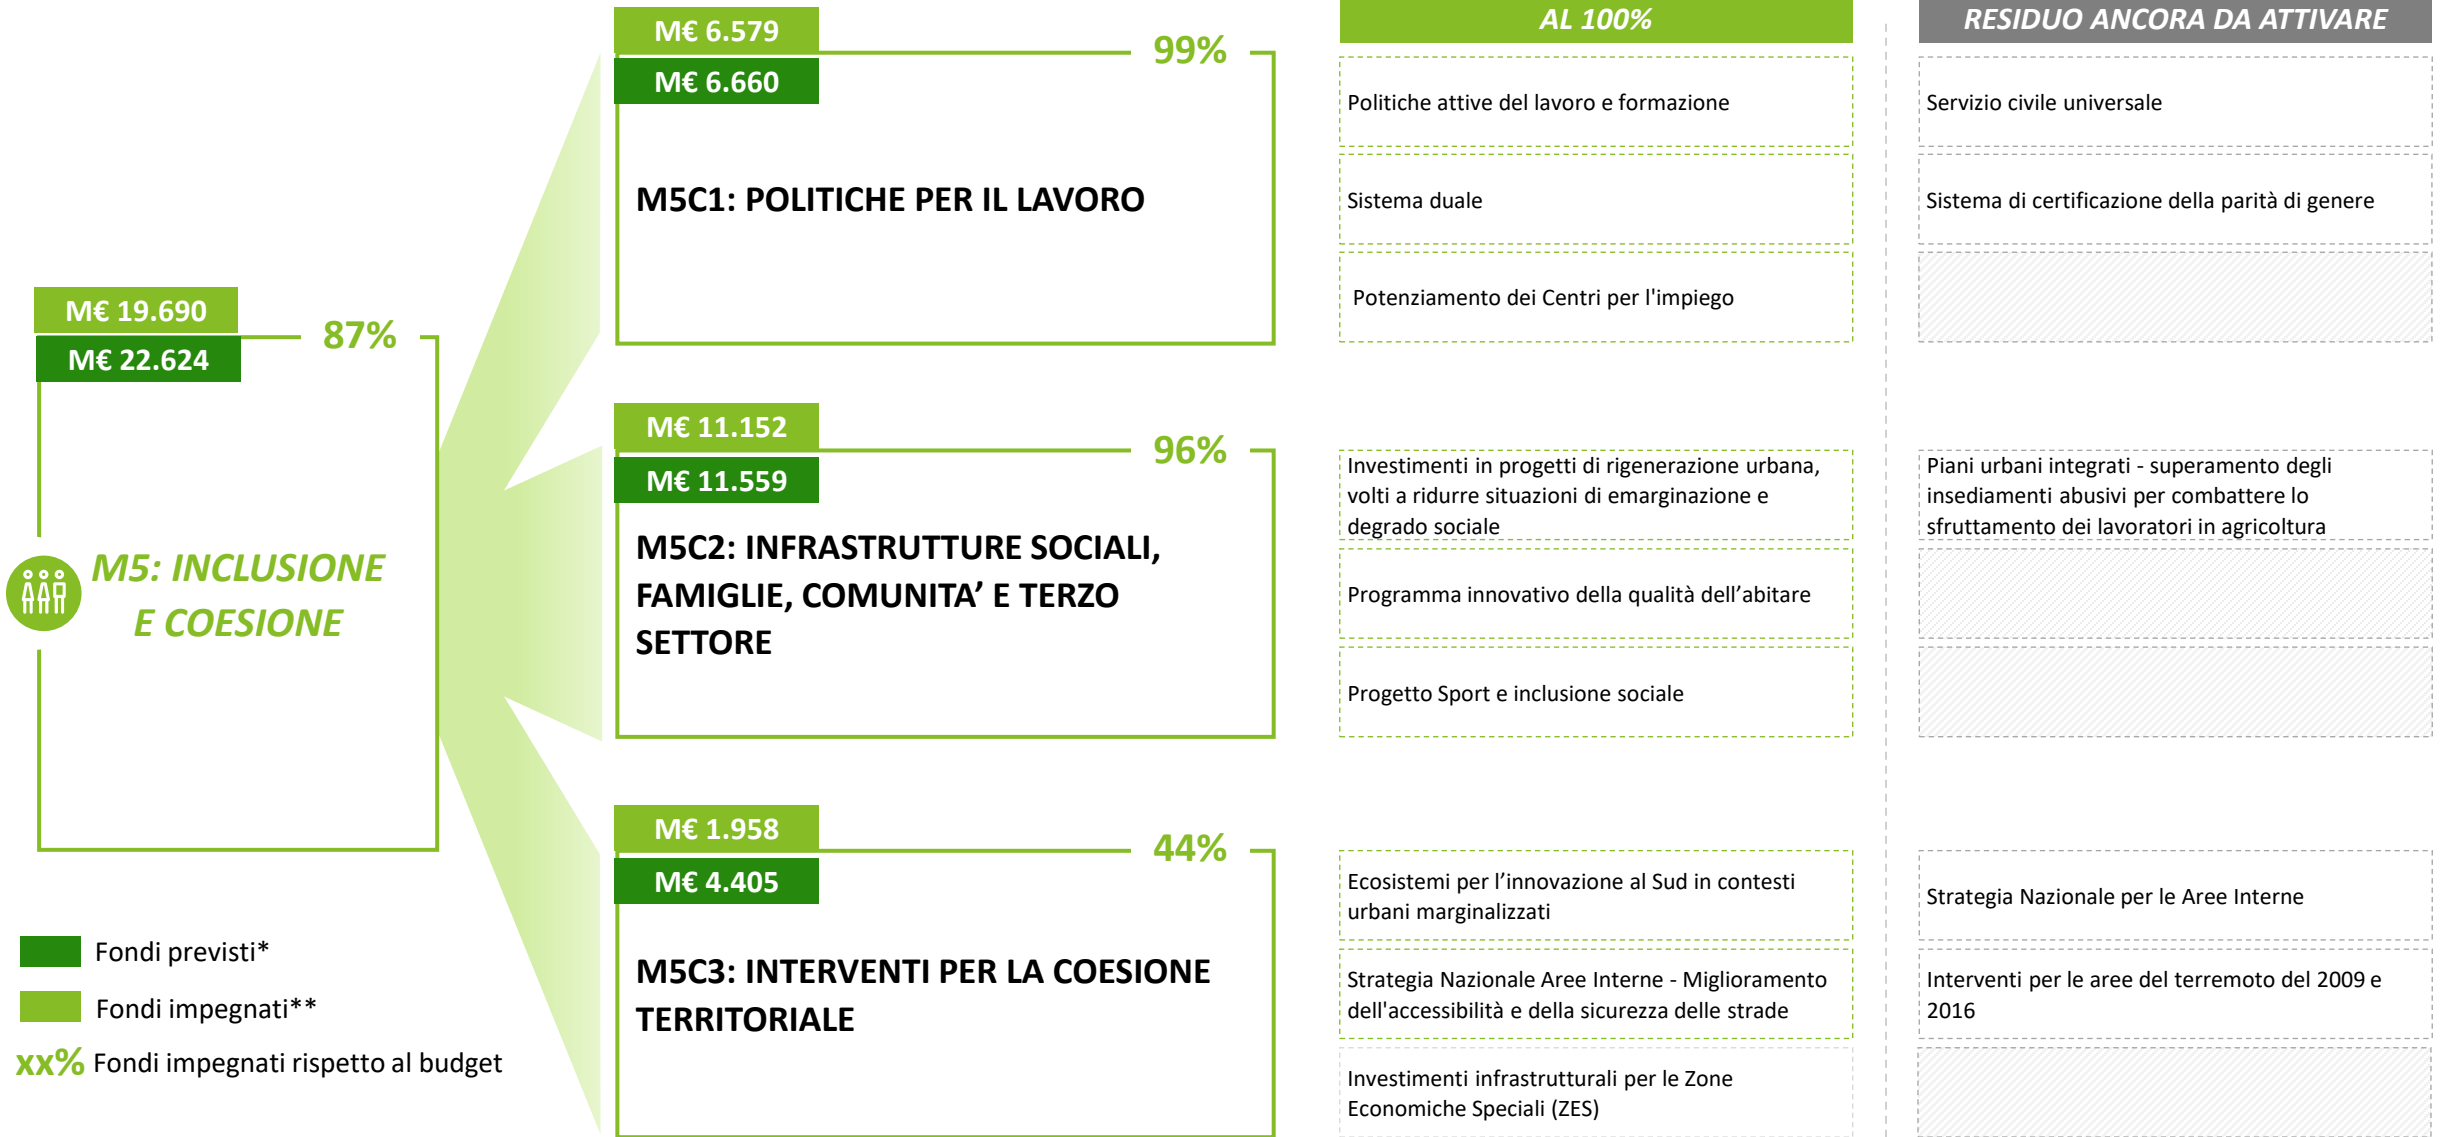 AL 100%
RESIDUO ANCORA DA ATTIVARE
M€ 6.579
99%
M€ 6.660
M5C1: POLITICHE PER IL LAVORO
Politiche attive del lavoro e formazione
Sistema duale
Potenziamento dei Centri per l'impiego
Servizio civile universale
Sistema di certificazione della parità di genere
M€ 19.690
87%
M€ 22.624
M5: INCLUSIONE
E COESIONE
M€ 11.152
96%
M€ 11.559
M5C2: INFRASTRUTTURE SOCIALI,
FAMIGLIE, COMUNITA’ E TERZO
SETTORE
Investimenti in progetti di rigenerazione urbana,
volti a ridurre situazioni di emarginazione e
degrado sociale
Programma innovativo della qualità dell’abitare
Progetto Sport e inclusione sociale
Piani urbani integrati - superamento degli
insediamenti abusivi per combattere lo
sfruttamento dei lavoratori in agricoltura
M€ 1.958
44%
M€ 4.405
M5C3: INTERVENTI PER LA COESIONE
TERRITORIALE
Ecosistemi per l’innovazione al Sud in contesti
urbani marginalizzati
Strategia Nazionale Aree Interne - Miglioramento
dell'accessibilità e della sicurezza delle strade
Investimenti infrastrutturali per le Zone
Economiche Speciali (ZES)
Strategia Nazionale per le Aree Interne
Interventi per le aree del terremoto del 2009 e
2016
Fondi previsti*
Fondi impegnati**
xx% Fondi impegnati rispetto al budget